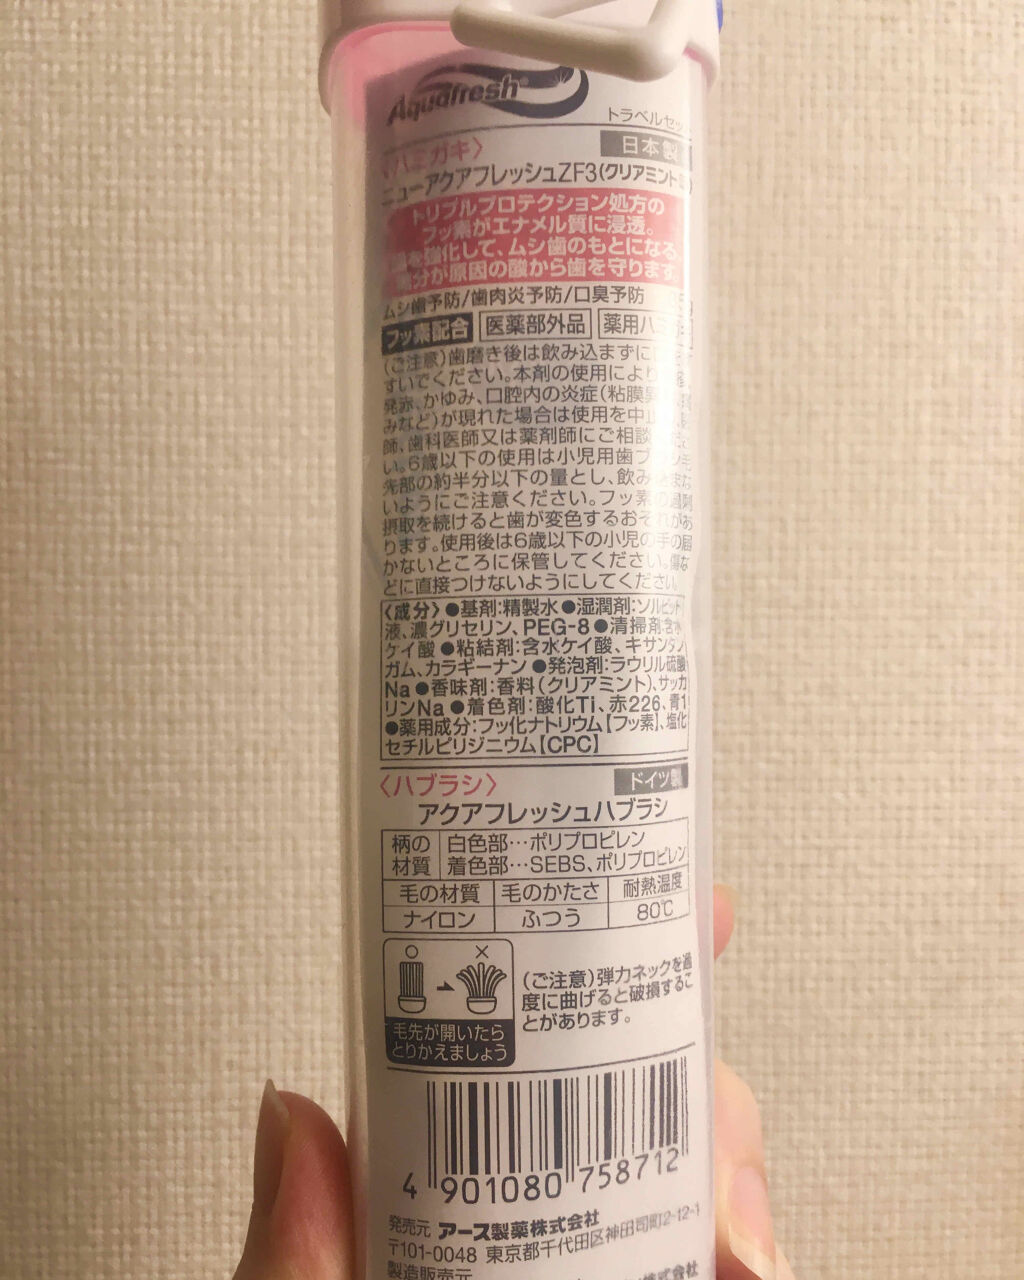 Aquafresh
トラベルセッ
〈ハミガキ〉 日本製
ニューアクアフレッシュZF3(クリアミント
トリプルプロテクション処方の
フッ素がエナメル質に浸透。
を強化して、ムシ歯のもとになる
分が原因の酸から歯を守ります。
ムシ歯予防/歯肉炎予防/口臭予防
フッ素配合 医薬部外品 薬用ハミ
(ご注意)歯磨き後は飲み込まずに
すいでください。本剤の使用により
発赤、かゆみ、口腔内の炎症(粘膜
みなど)が現れた場合は使用を中止
師、歯科医師又は薬剤師にご相談
い。6歳以下の使用は小児用歯ブ
先部の約半分以下の量とし、飲み
いようにご注意ください。フッ素の過剰
摂取を続けると歯が変色するおそれがあ
ります。使用後は6歳以下の小児の手の届
かないところに保管してください。傷な
どに直接つけないようにしてください。
〈成分〉●基剤:精製水●湿潤剤:ソルビット
液、濃グリセリン、PEG-8●清掃剤:含水
ケイ酸●粘結剤:含水ケイ酸、キサンタン
ガム、カラギーナン●発泡剤:ラウリル硫酸
Na●香味剤:香料(クリアミント)、サッカ
リンNa●着色剤:酸化Ti、赤226、青1
●薬用成分:フッ化ナトリウム【フッ素】、塩化
セチルピリジニウム【CPC】
〈ハブラシ〉 ドイツ製
アクアフレッシュハブラシ
柄の 白色部…ポリプロピレン
材質 着色部…SEBS、ポリプロピレン
毛の材質 毛のかたさ 耐熱温度
ナイロン ふつう 80℃
○ ×
毛先が開いたら
とりかえましょう
(ご注意)弾力ネックを過
度に曲げると破損するこ
とがあります。
4 901080 758712
発売元 アース製薬株式会社
〒101-0048 東京都千代田区神田司町2-12-1
製造販売元